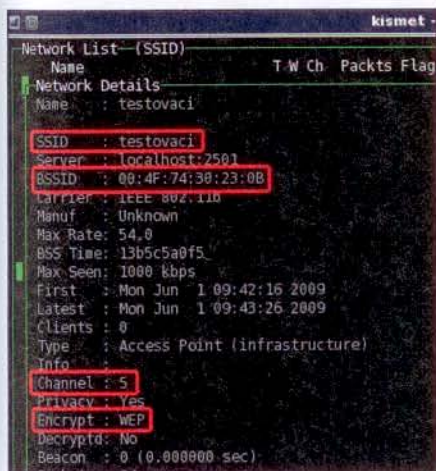 kismet -
Network List—(SSID)
Name T W Ch Packts Flag
Network Details
Name : testovaci
SSID : testovaci
Server : localhost:2501
BSSID : 00:4F:74:30:23:0B
Carrier : IEEE 802.11b
Manuf : Unknown
Max Rate: 54.0
BSS Time: 13b5c5a0f5
Max Seen: 1000 kbps
First : Mon Jun 1 09:42:16 2009
Latest : Mon Jun 1 09:43:26 2009
Clients : 0
Type : Access Point (infrastructure)
Info :
Channel : 5
Privacy : Yes
Encrypt : WEP
Decryptd: No
Beacon : 0 (0.000000 sec)